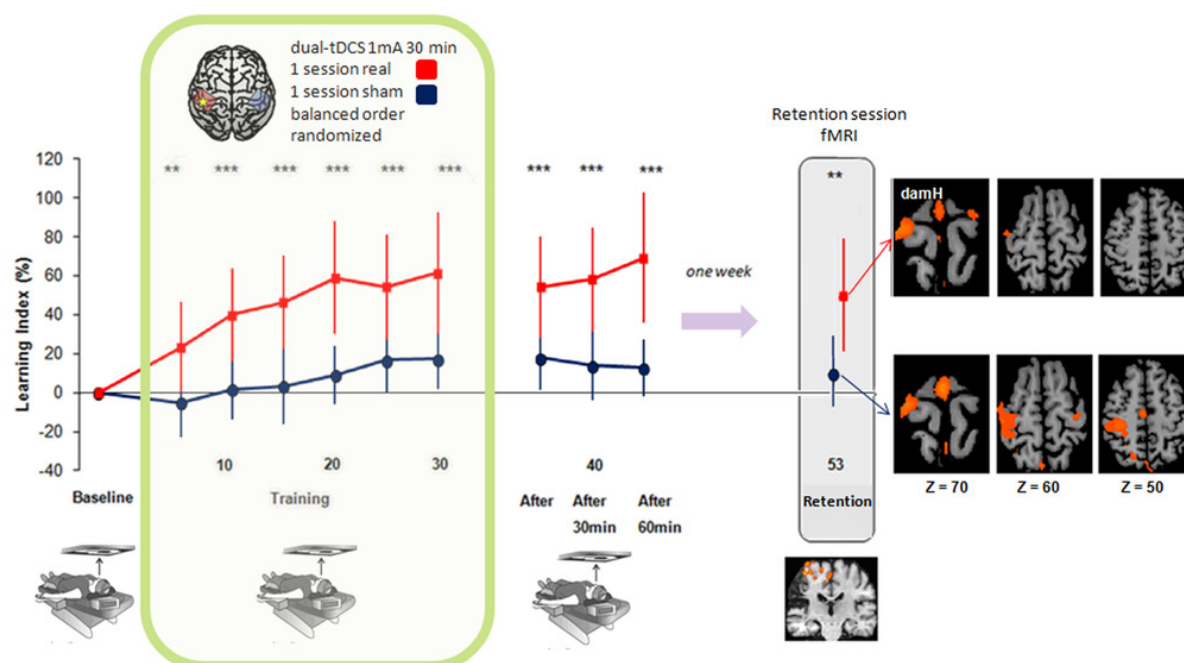 dual-tDCS 1mA 30 min
1 session real
1 session sham
balanced order
randomized
Retention session
fMRI
Learning Index (%)
120
100
80
60
40
20
0
-20
-40
** *** *** *** *** ***
*** *** ***
**
one week
damH
10 20 30 40 53
Baseline
Training
After
After
30min
After
60min
Retention
Z = 70 Z = 60 Z = 50